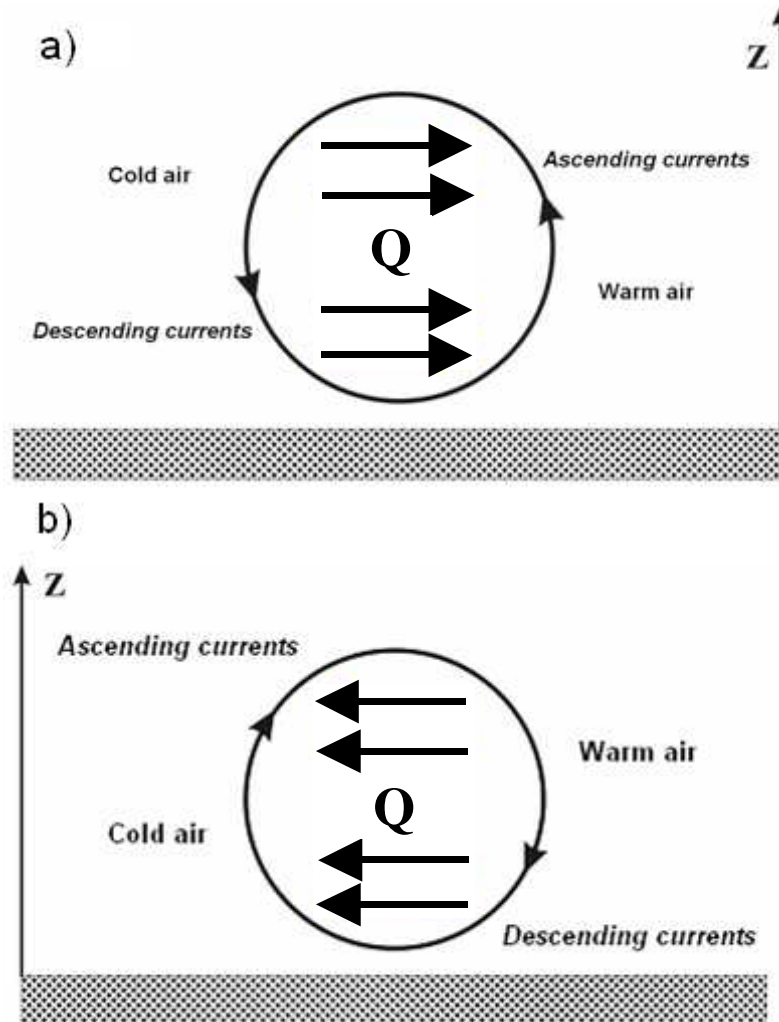 a)
Z
Cold air
Ascending currents
Q
Warm air
Descending currents
b)
Z
Ascending currents
Warm air
Q
Cold air
Descending currents